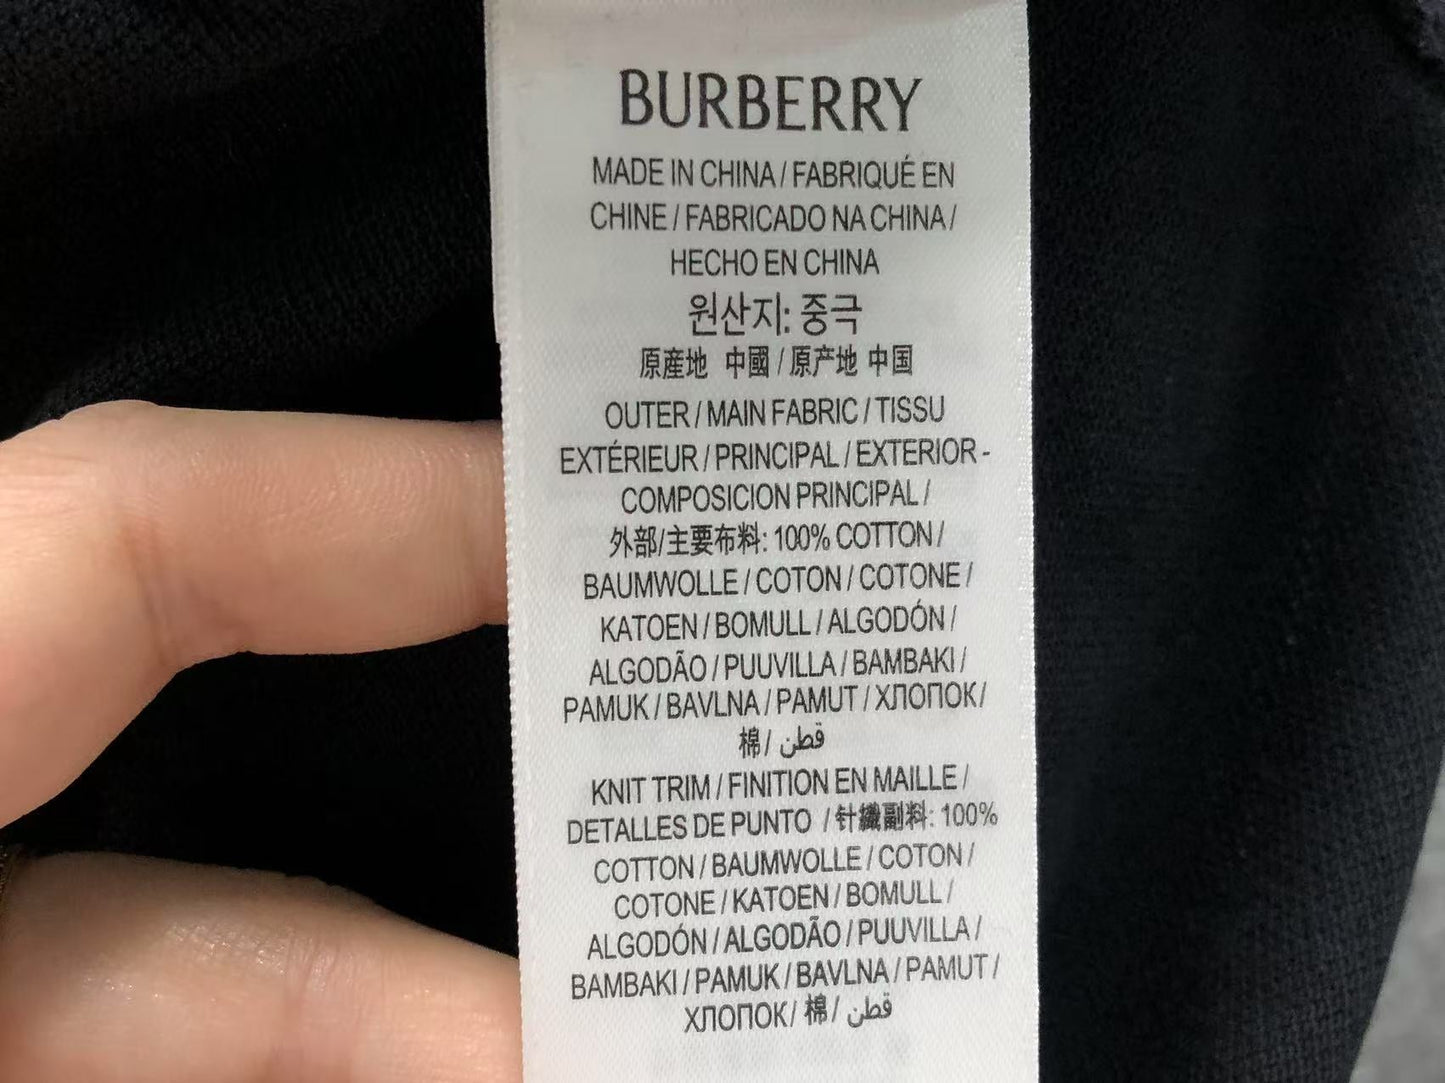 BURBERRY
MADE IN CHINA / FABRIQUÉ EN
CHINE / FABRICADO NA CHINA /
HECHO EN CHINA
원산지: 중극
原産地 中國 / 原产地 中国
OUTER / MAIN FABRIC / TISSU
EXTÉRIEUR / PRINCIPAL / EXTERIOR -
COMPOSICION PRINCIPAL /
外部/主要布料: 100% COTTON /
BAUMWOLLE / COTON / COTONE /
KATOEN / BOMULL / ALGODÓN /
ALGODÃO / PUUVILLA / BAMBAKI /
PAMUK / BAVLNA / PAMUT / ХЛОПОК /
棉 / قطن
KNIT TRIM / FINITION EN MAILLE /
DETALLES DE PUNTO / 针織副料: 100%
COTTON / BAUMWOLLE / COTON /
COTONE / KATOEN / BOMULL /
ALGODÓN / ALGODÃO / PUUVILLA /
BAMBAKI / PAMUK / BAVLNA / PAMUT /
ХЛОПОК / 棉 / قطن